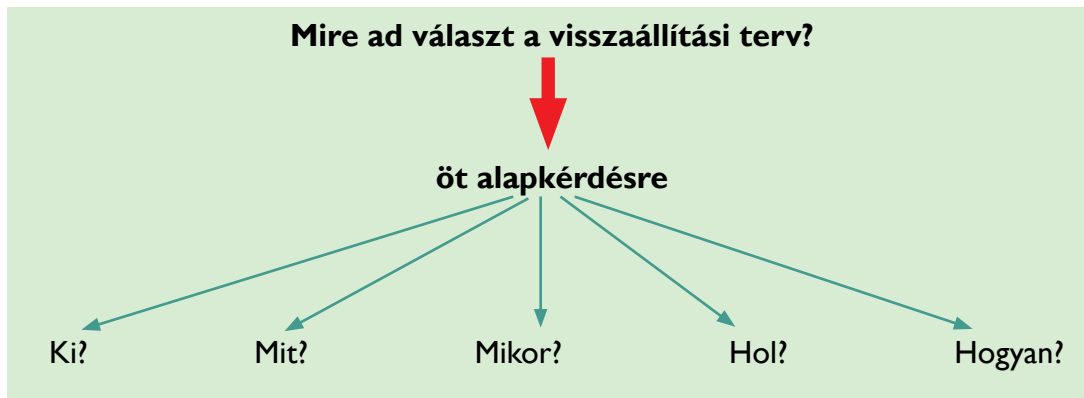 Mire ad választ a visszaállítási terv?
öt alapkérdésre
Ki? Mit? Mikor? Hol? Hogyan?